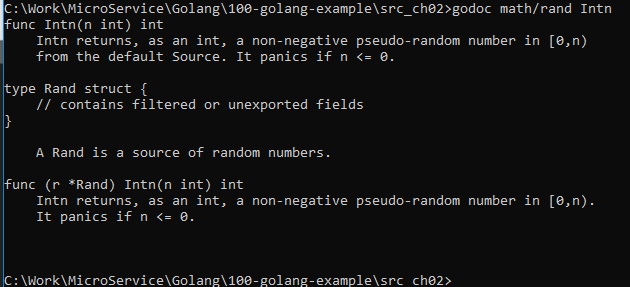 C:\Work\MicroService\Golang\100-golang-example\src_ch02>godoc math/rand Intn
func Intn(n int) int
    Intn returns, as an int, a non-negative pseudo-random number in [0,n)
    from the default Source. It panics if n <= 0.

type Rand struct {
    // contains filtered or unexported fields
}

    A Rand is a source of random numbers.

func (r *Rand) Intn(n int) int
    Intn returns, as an int, a non-negative pseudo-random number in [0,n).
    It panics if n <= 0.

C:\Work\MicroService\Golang\100-golang-example\src_ch02>